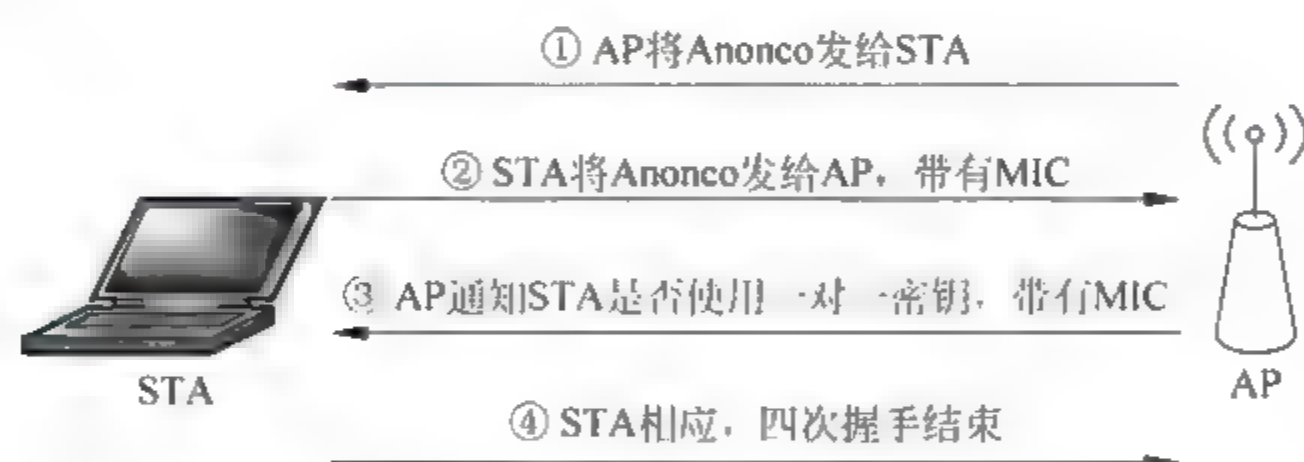 ① AP将Anonco发给STA
② STA将Anonco发给AP，带有MIC
③ AP通知STA是否使用一对一密钥，带有MIC
STA
AP
④ STA相应，四次握手结束